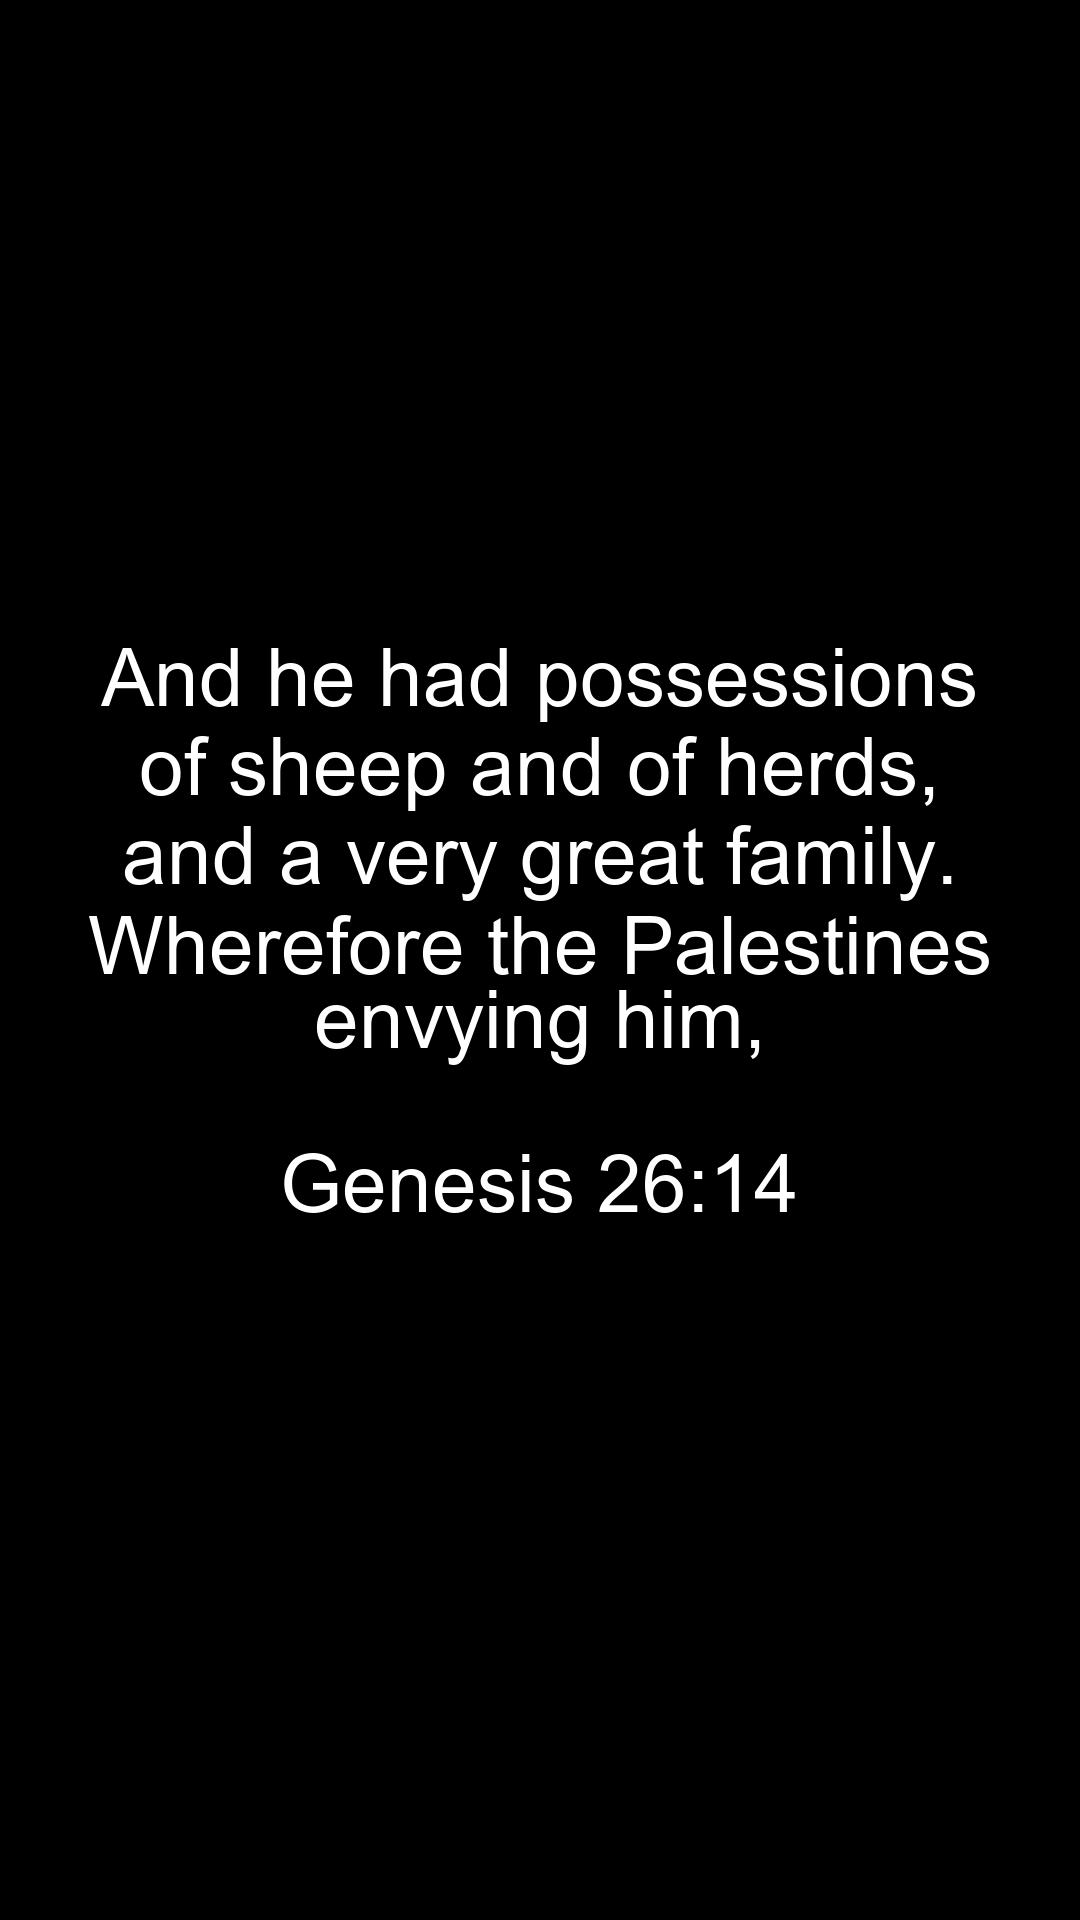 And he had possessions
of sheep and of herds,
and a very great family.
Wherefore the Palestines
envying him,
Genesis 26:14